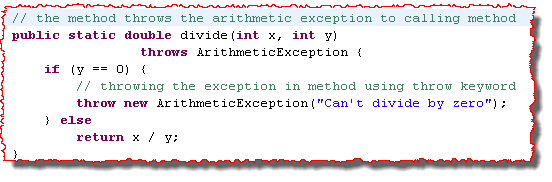 // the method throws the arithmetic exception to calling method
public static double divide(int x, int y)
throws ArithmeticException {
if (y == 0) {
// throwing the exception in method using throw keyword
throw new ArithmeticException("Can't divide by zero");
} else
return x / y;
}